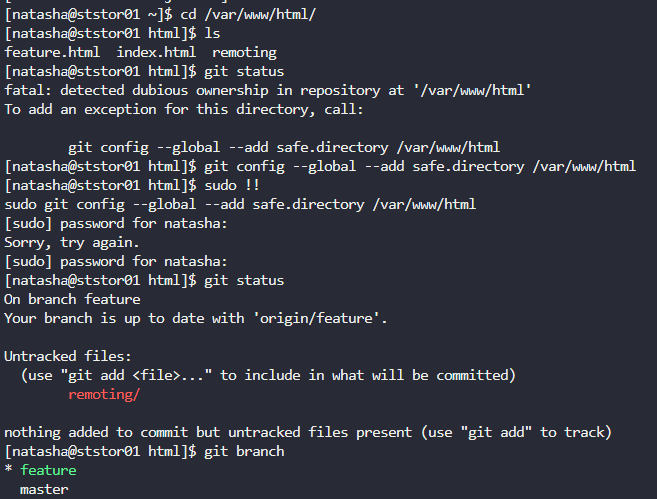 [natasha@ststor01 ~]$ cd /var/www/html/
[natasha@ststor01 html]$ ls
feature.html  index.html  remoting
[natasha@ststor01 html]$ git status
fatal: detected dubious ownership in repository at '/var/www/html'
To add an exception for this directory, call:

        git config --global --add safe.directory /var/www/html
[natasha@ststor01 html]$ git config --global --add safe.directory /var/www/html
[natasha@ststor01 html]$ sudo !!
sudo git config --global --add safe.directory /var/www/html
[sudo] password for natasha:
Sorry, try again.
[sudo] password for natasha:
[natasha@ststor01 html]$ git status
On branch feature
Your branch is up to date with 'origin/feature'.

Untracked files:
  (use "git add <file>..." to include in what will be committed)
        remoting/

nothing added to commit but untracked files present (use "git add" to track)
[natasha@ststor01 html]$ git branch
* feature
  master